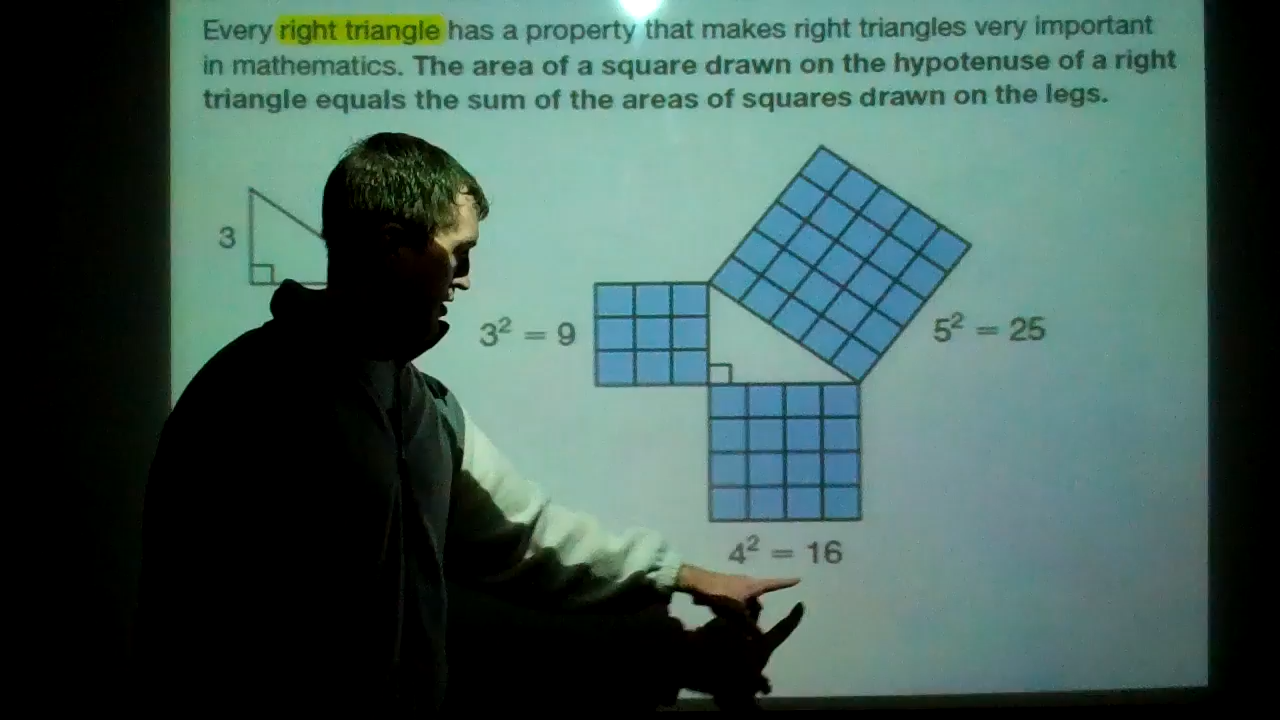 Every right triangle has a property that makes right triangles very important
in mathematics. The area of a square drawn on the hypotenuse of a right
triangle equals the sum of the areas of squares drawn on the legs.
3
3² = 9
5² = 25
4² = 16